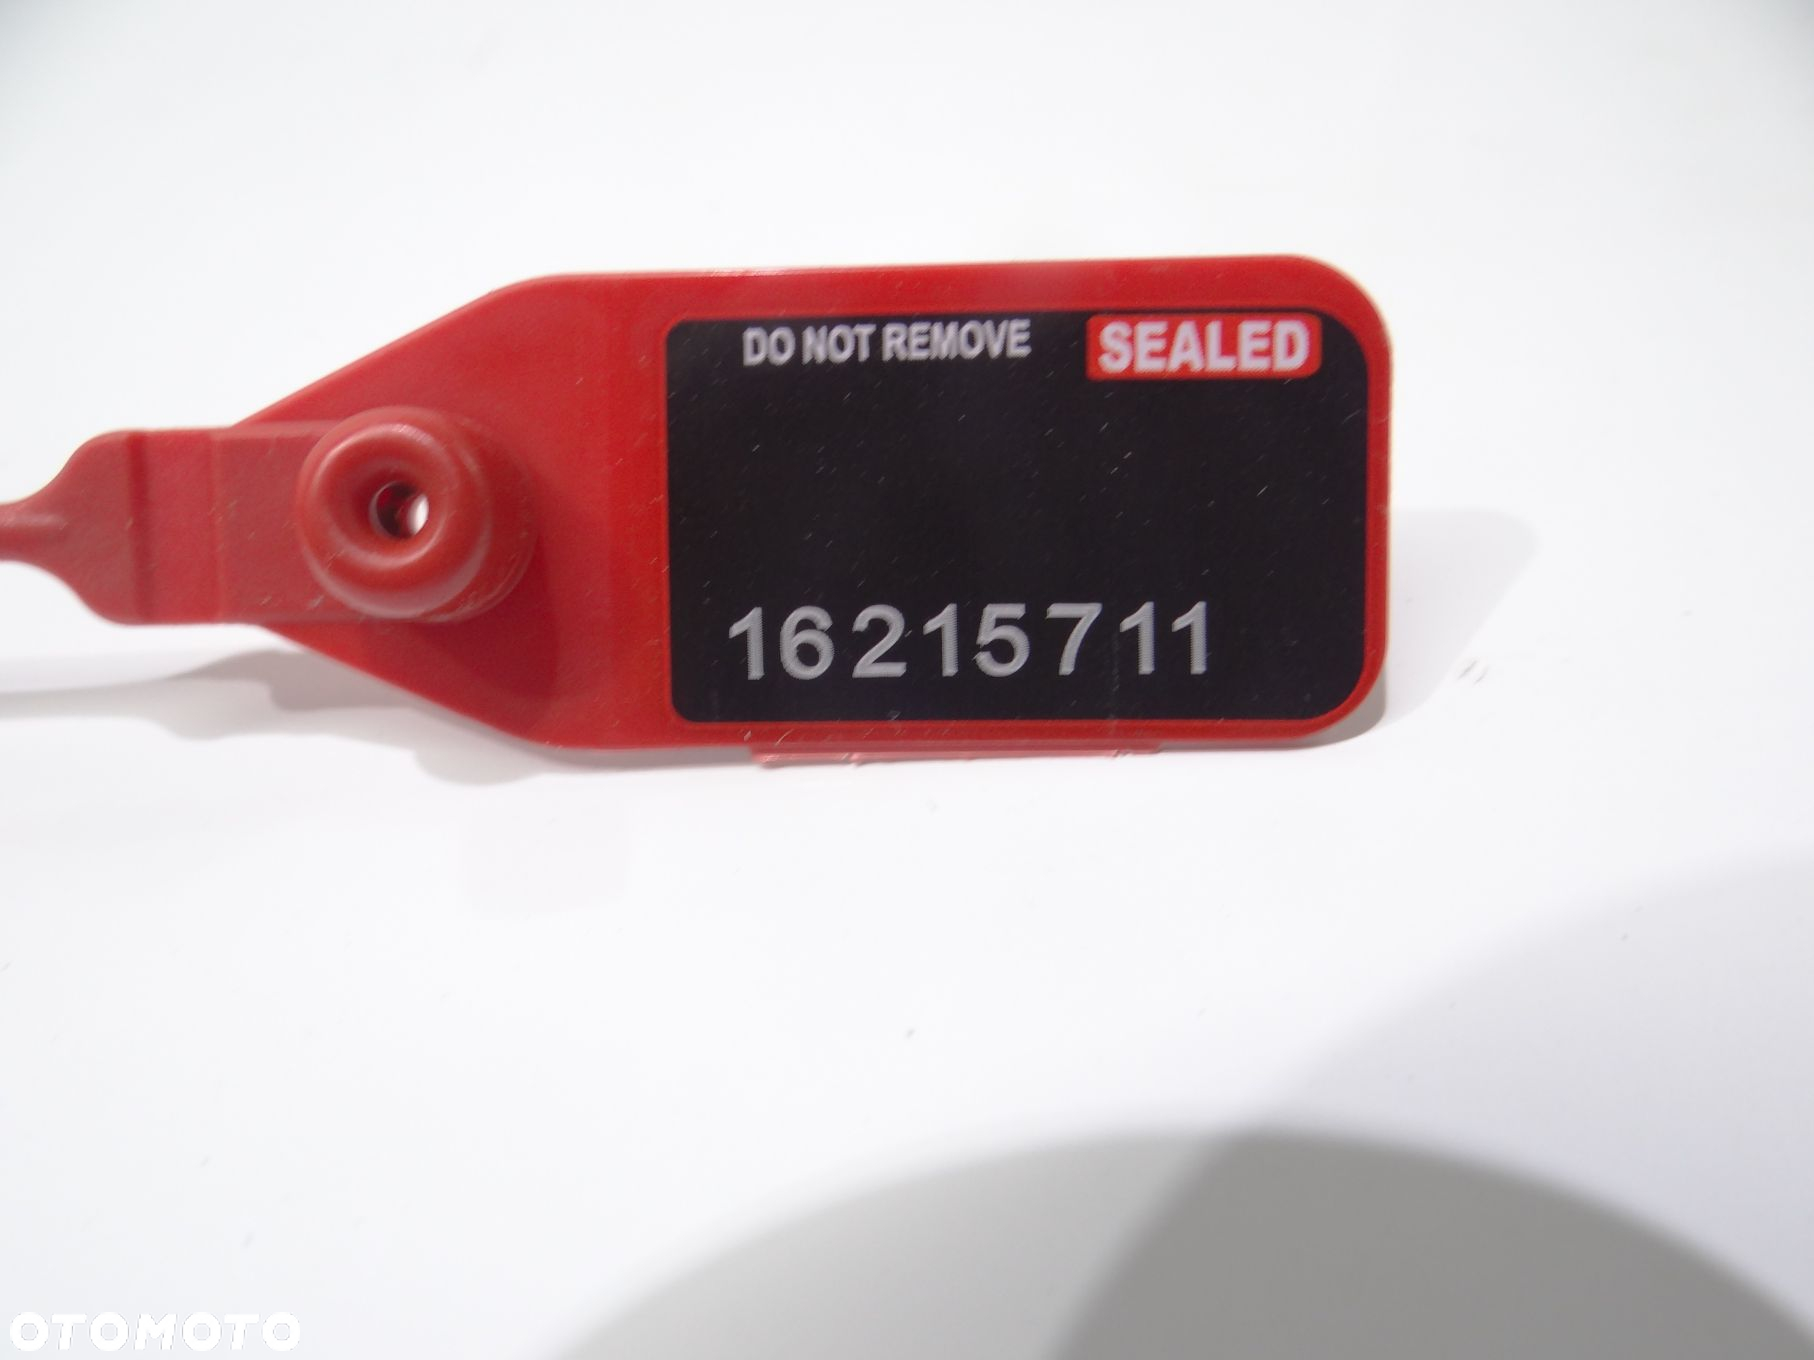 DO NOT REMOVE SEALED
16215711
OTOMOTO